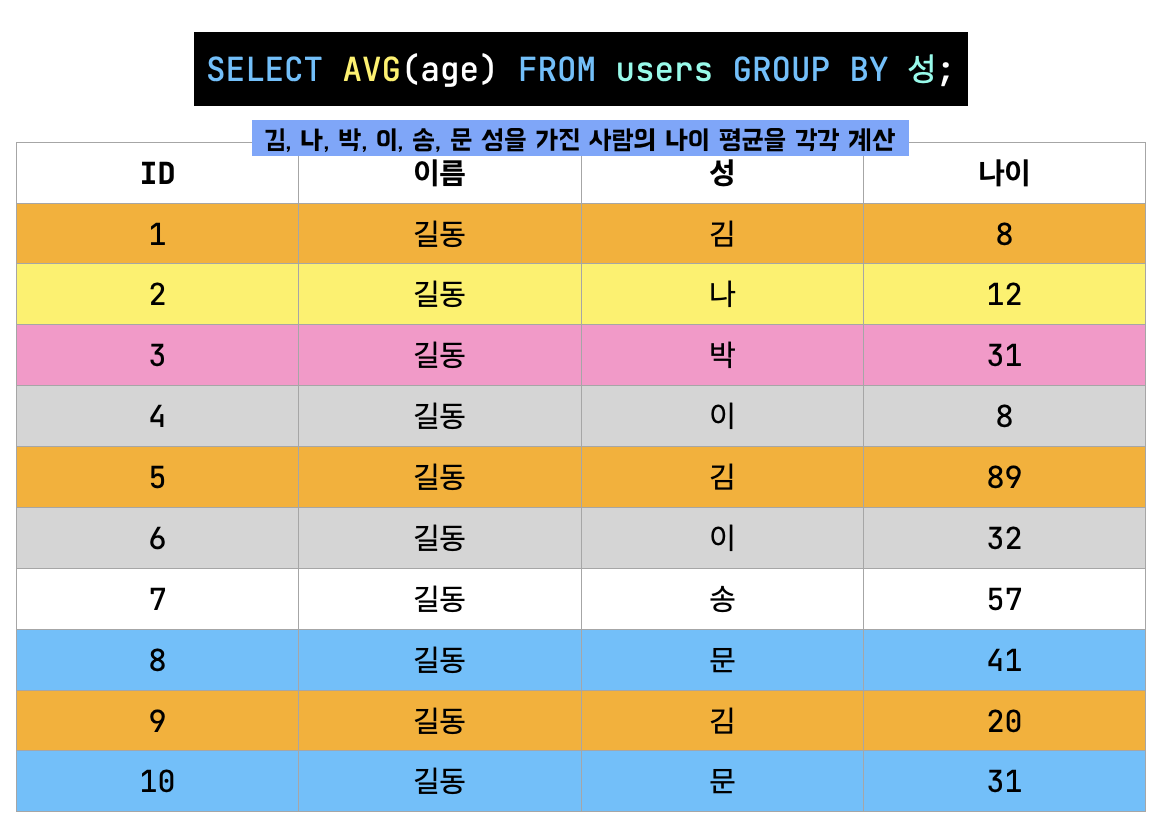 SELECT AVG(age) FROM users GROUP BY 성;
김, 나, 박, 이, 송, 문 성을 가진 사람의 나이 평균을 각각 계산
ID 이름 성 나이
1 길동 김 8
2 길동 나 12
3 길동 박 31
4 길동 이 8
5 길동 김 89
6 길동 이 32
7 길동 송 57
8 길동 문 41
9 길동 김 20
10 길동 문 31